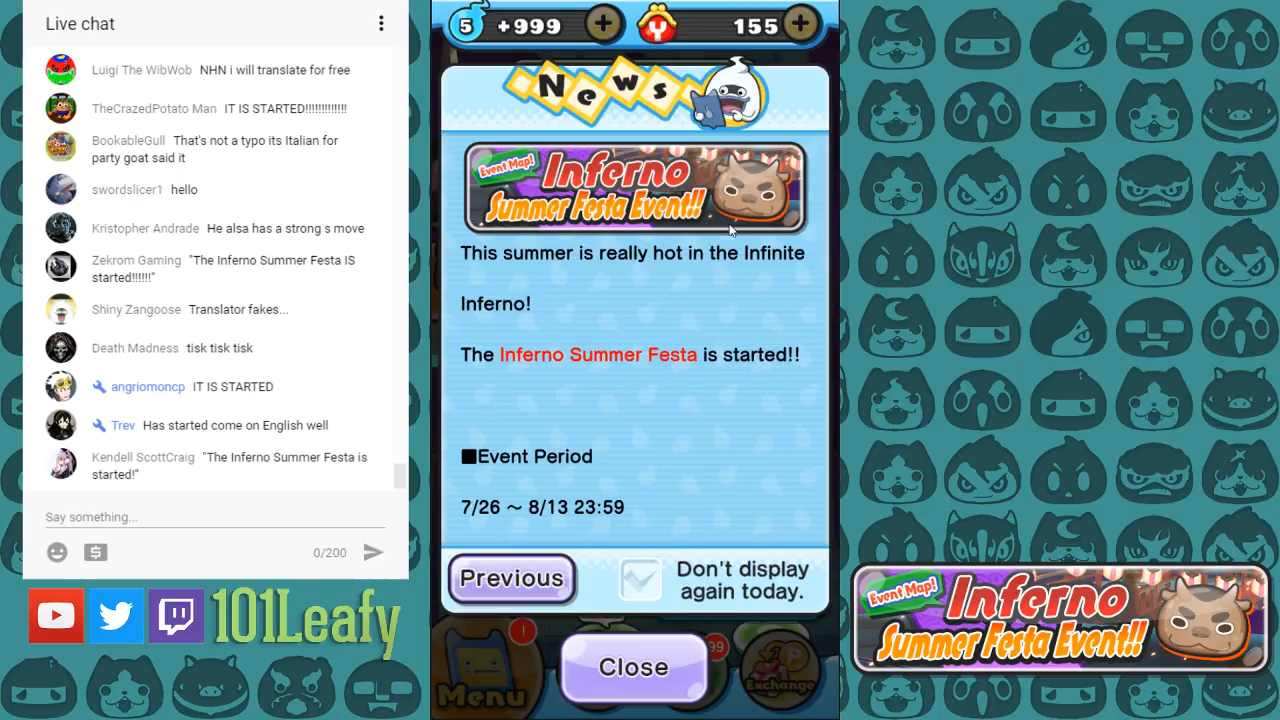 Live chat
Luigi The WibWob NHN i will translate for free
TheCrazedPotato Man IT IS STARTED!!!!!!!!!!!!!
BookableGull That's not a typo its Italian for
party goat said it
swordslicer1 hello
Kristopher Andrade He alsa has a strong s move
Zekrom Gaming "The Inferno Summer Festa IS
started!!!!!!"
Shiny Zangoose Translator fakes...
Death Madness tisk tisk tisk
angriomoncp IT IS STARTED
Trev Has started come on English well
Kendell ScottCraig "The Inferno Summer Festa is
started!"
Say something...
0/200
101Leafy
5 +999
Y 155
News
Event Map!
Inferno
Summer Festa Event!!
This summer is really hot in the Infinite
Inferno!
The Inferno Summer Festa is started!!
■Event Period
7/26 ～ 8/13 23:59
Previous
Don't display
again today.
Close
Menu
!
99
P
Exchange
Event Map!
Inferno
Summer Festa Event!!